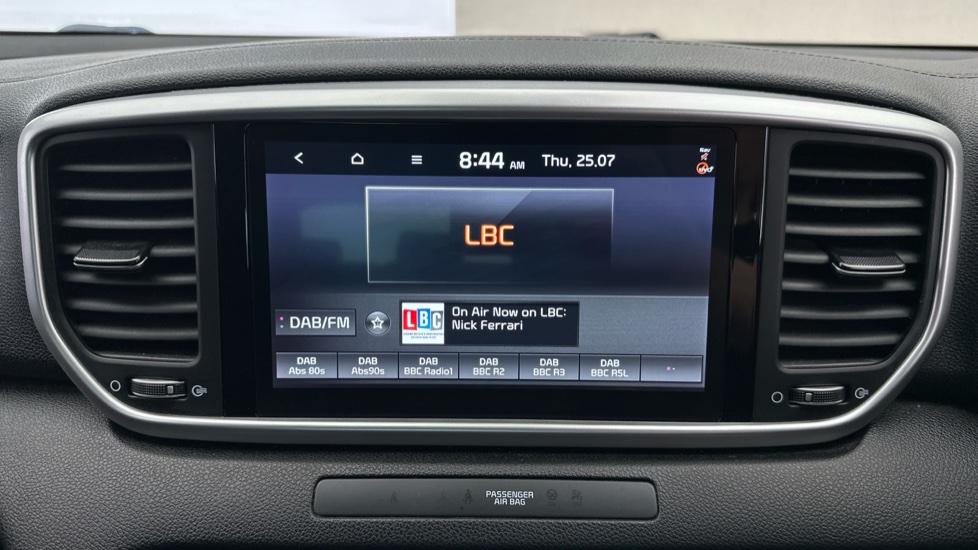 8:44 AM Thu, 25.07
Nav
LBC
DAB/FM
LBC
On Air Now on LBC:
Nick Ferrari
DAB
Abs 80s
DAB
Abs90s
DAB
BBC Radio1
DAB
BBC R2
DAB
BBC R3
DAB
BBC R5L
PASSENGER
AIR BAG